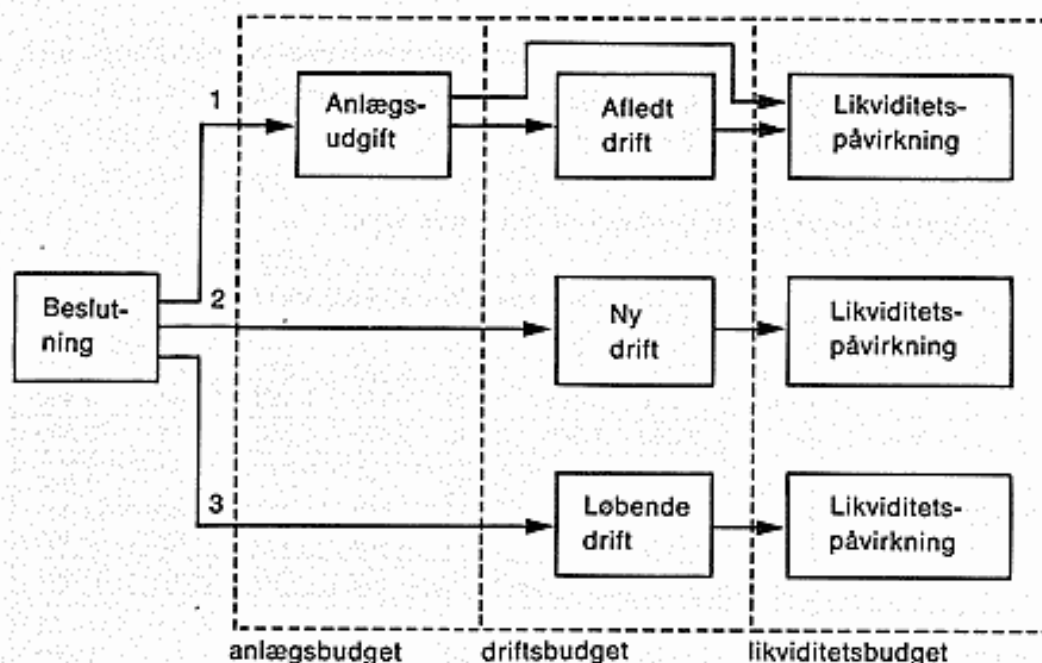 1
Anlægs-
udgift
Afledt
drift
Likviditets-
påvirkning
Beslut-
ning
2
Ny
drift
Likviditets-
påvirkning
3
Løbende
drift
Likviditets-
påvirkning
anlægsbudget
driftsbudget
likviditetsbudget